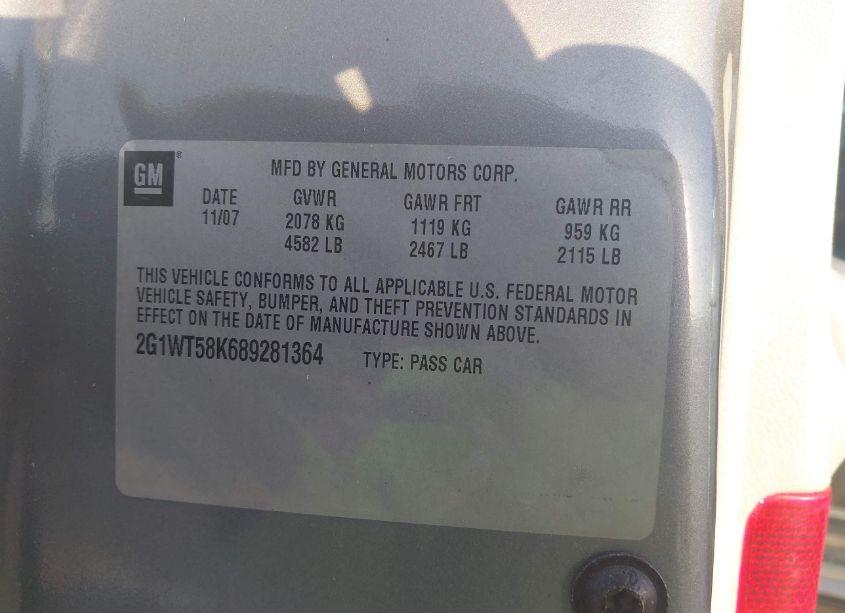 GM ®
MFD BY GENERAL MOTORS CORP.
DATE GVWR GAWR FRT GAWR RR
11/07 2078 KG 1119 KG 959 KG
4582 LB 2467 LB 2115 LB
THIS VEHICLE CONFORMS TO ALL APPLICABLE U.S. FEDERAL MOTOR
VEHICLE SAFETY, BUMPER, AND THEFT PREVENTION STANDARDS IN
EFFECT ON THE DATE OF MANUFACTURE SHOWN ABOVE.
2G1WT58K689281364 TYPE: PASS CAR